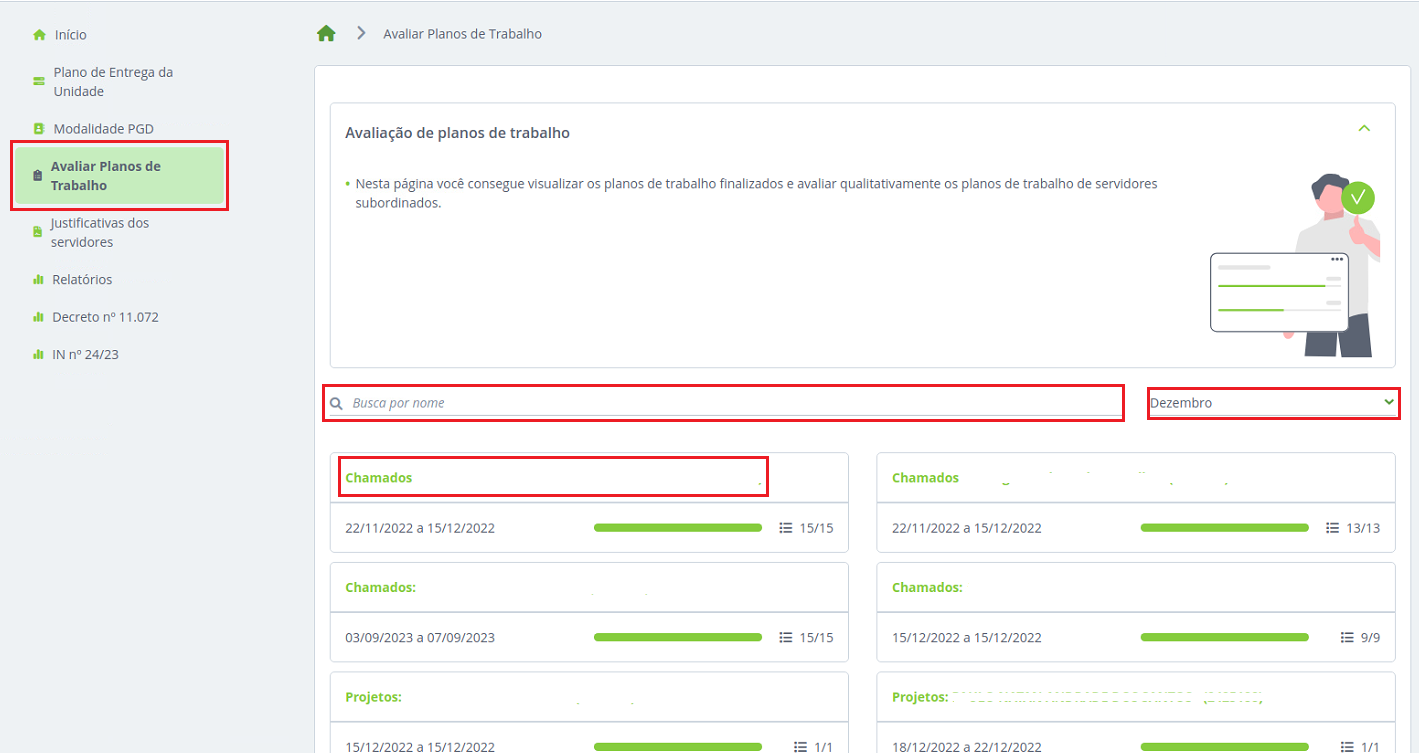 Início
Plano de Entrega da
Unidade
Modalidade PGD
Avaliar Planos de
Trabalho
Justificativas dos
servidores
Relatórios
Decreto nº 11.072
IN nº 24/23
Avaliar Planos de Trabalho
Avaliação de planos de trabalho
• Nesta página você consegue visualizar os planos de trabalho finalizados e avaliar qualitativamente os planos de trabalho de servidores
subordinados.
Busca por nome
Dezembro
Chamados
22/11/2022 a 15/12/2022 15/15
Chamados
22/11/2022 a 15/12/2022 13/13
Chamados:
03/09/2023 a 07/09/2023 15/15
Chamados:
15/12/2022 a 15/12/2022 9/9
Projetos:
15/12/2022 a 15/12/2022 1/1
Projetos:
18/12/2022 a 22/12/2022 1/1